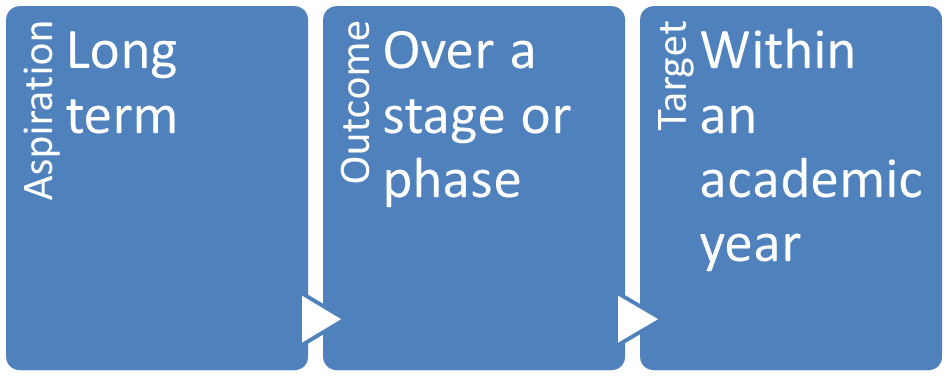 Aspiration
Long
term
Outcome
Over a
stage or
phase
Target
Within
an
academic
year